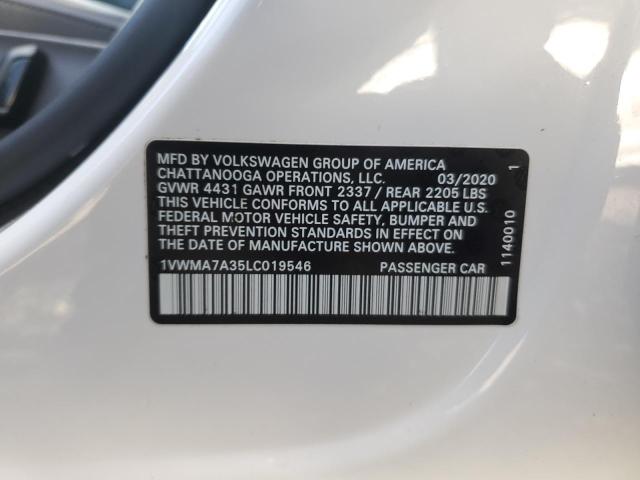 MFD BY VOLKSWAGEN GROUP OF AMERICA
CHATTANOOGA OPERATIONS, LLC. 03/2020
GVWR 4431 GAWR FRONT 2337 / REAR 2205 LBS
THIS VEHICLE CONFORMS TO ALL APPLICABLE U.S.
FEDERAL MOTOR VEHICLE SAFETY, BUMPER AND
THEFT PREVENTION STANDARDS IN EFFECT ON
THE DATE OF MANUFACTURE SHOWN ABOVE.
1VWMA7A35LC019546 PASSENGER CAR
1140010 1